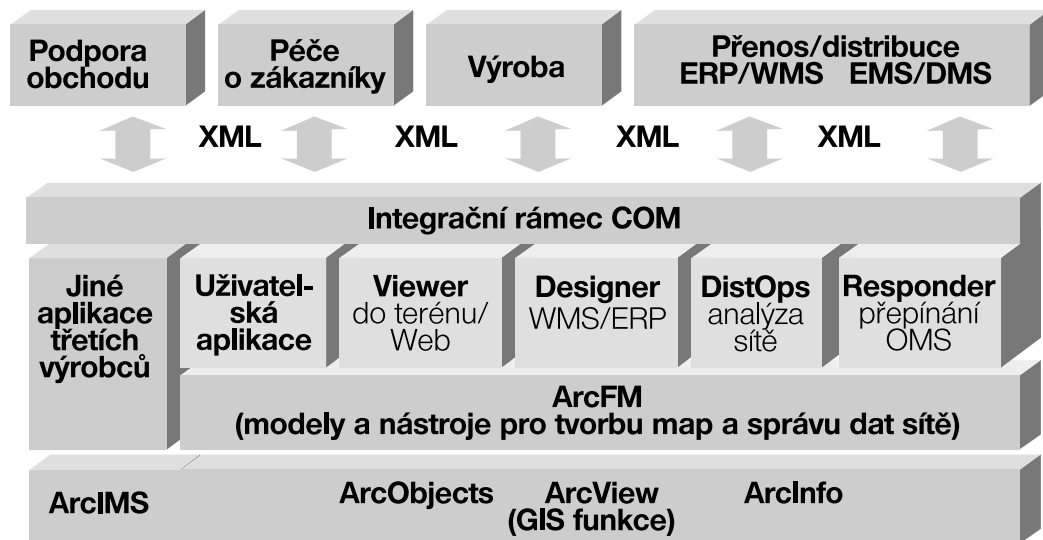 Podpora
obchodu
Péče
o zákazníky
Výroba
Přenos/distribuce
ERP/WMS EMS/DMS
XML XML XML XML
Integrační rámec COM
Jiné
aplikace
třetích
výrobců
Uživatel-
ská
aplikace
Viewer
do terénu/
Web
Designer
WMS/ERP
DistOps
analýza
sítě
Responder
přepínání
OMS
ArcFM
(modely a nástroje pro tvorbu map a správu dat sítě)
ArcIMS
ArcObjects ArcView ArcInfo
(GIS funkce)